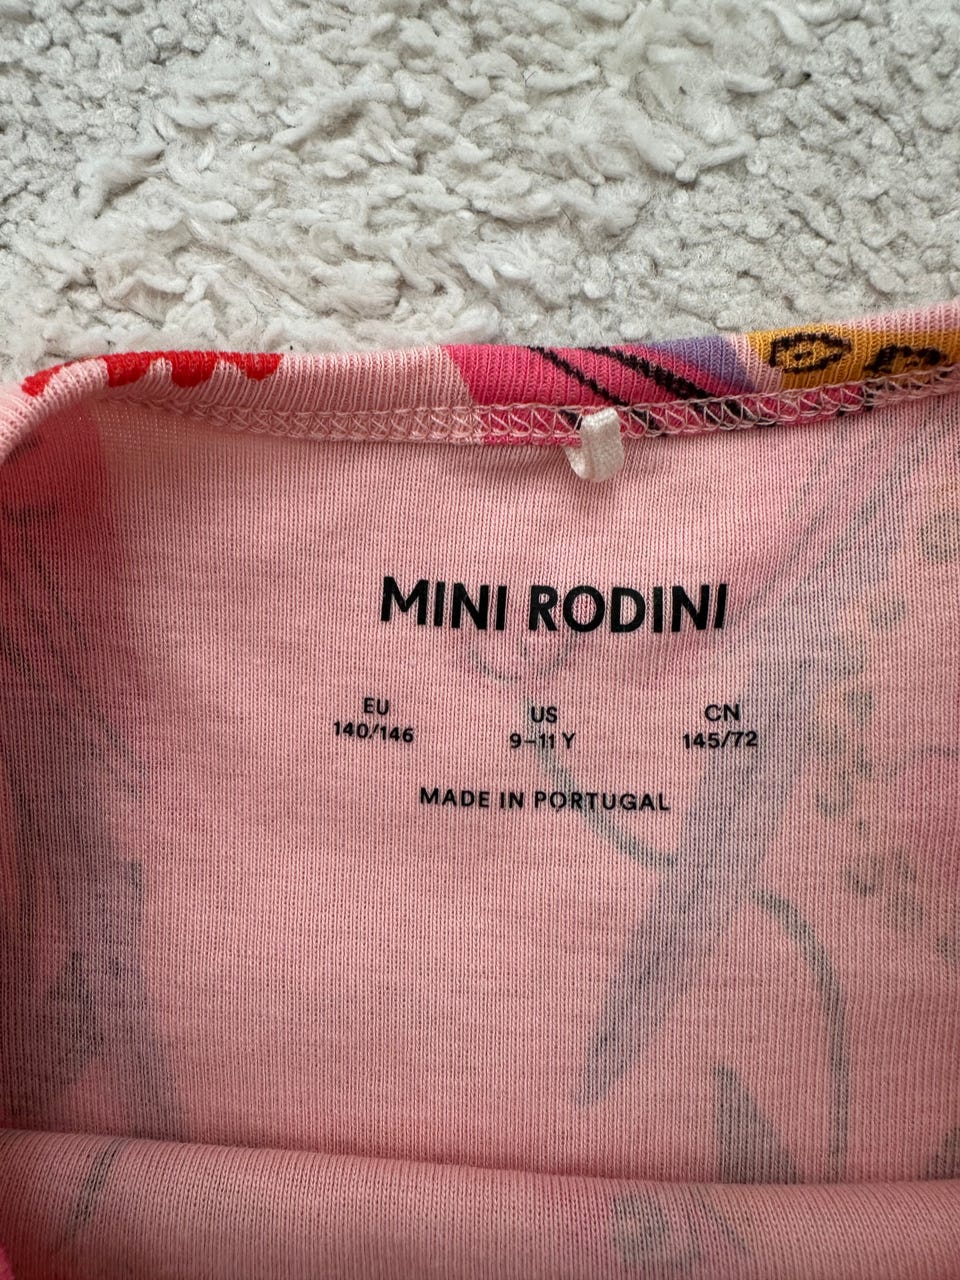 MINI RODINI
EU US CN
140/146 9-11 Y 145/72
MADE IN PORTUGAL